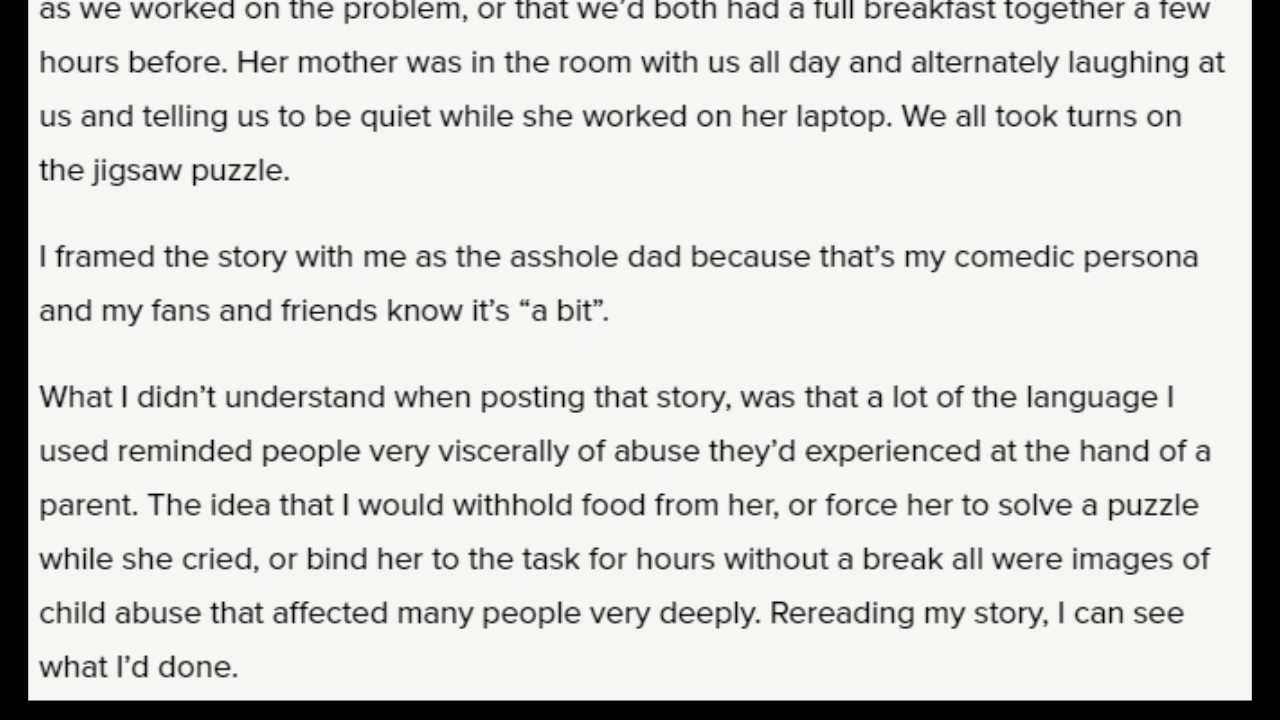 as we worked on the problem, or that we’d both had a full breakfast together a few
hours before. Her mother was in the room with us all day and alternately laughing at
us and telling us to be quiet while she worked on her laptop. We all took turns on
the jigsaw puzzle.
I framed the story with me as the asshole dad because that’s my comedic persona
and my fans and friends know it’s “a bit”.
What I didn’t understand when posting that story, was that a lot of the language I
used reminded people very viscerally of abuse they’d experienced at the hand of a
parent. The idea that I would withhold food from her, or force her to solve a puzzle
while she cried, or bind her to the task for hours without a break all were images of
child abuse that affected many people very deeply. Rereading my story, I can see
what I’d done.